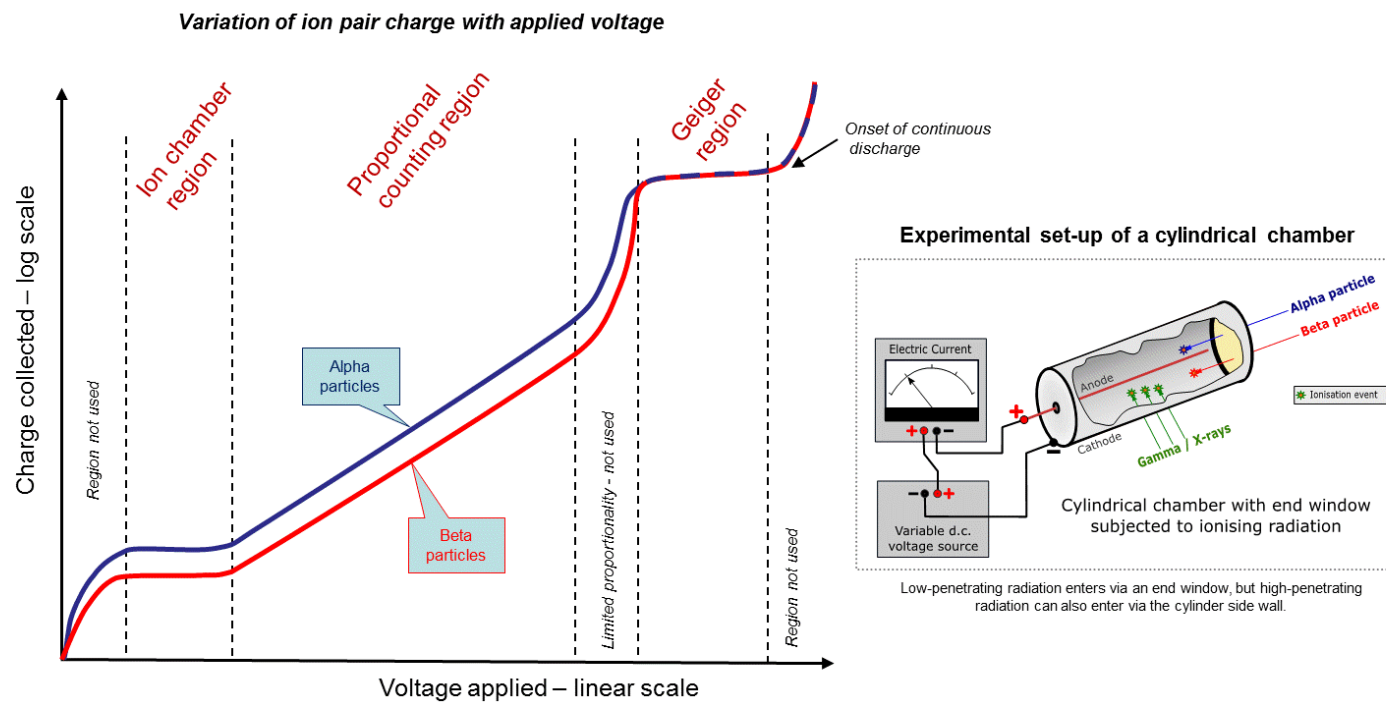 Variation of ion pair charge with applied voltage
Charge collected – log scale
Region not used
Ion chamber
region
Proportional
counting region
Limited proportionality - not used
Geiger
region
Region not used
Onset of continuous
discharge
Alpha
particles
Beta
particles
Voltage applied – linear scale
Experimental set-up of a cylindrical chamber
Electric Current
+ −
− +
Variable d.c.
voltage source
+
−
Anode
Cathode
Alpha particle
Beta particle
Gamma / X-rays
Ionisation event
Cylindrical chamber with end window
subjected to ionising radiation
Low-penetrating radiation enters via an end window, but high-penetrating
radiation can also enter via the cylinder side wall.